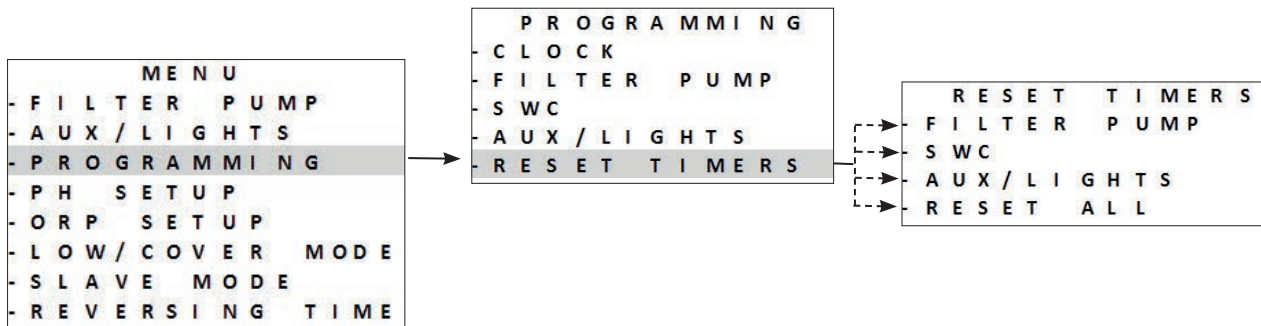 MENU
-FILTER PUMP
-AUX/LIGHTS
-PROGRAMMING
-PH SETUP
-ORP SETUP
-LOW/COVER MODE
-SLAVE MODE
-REVERSING TIME
PROGRAMMING
-CLOCK
-FILTER PUMP
-SWC
-AUX/LIGHTS
-RESET TIMERS
RESET TIMERS
-FILTER PUMP
-SWC
-AUX/LIGHTS
-RESET ALL